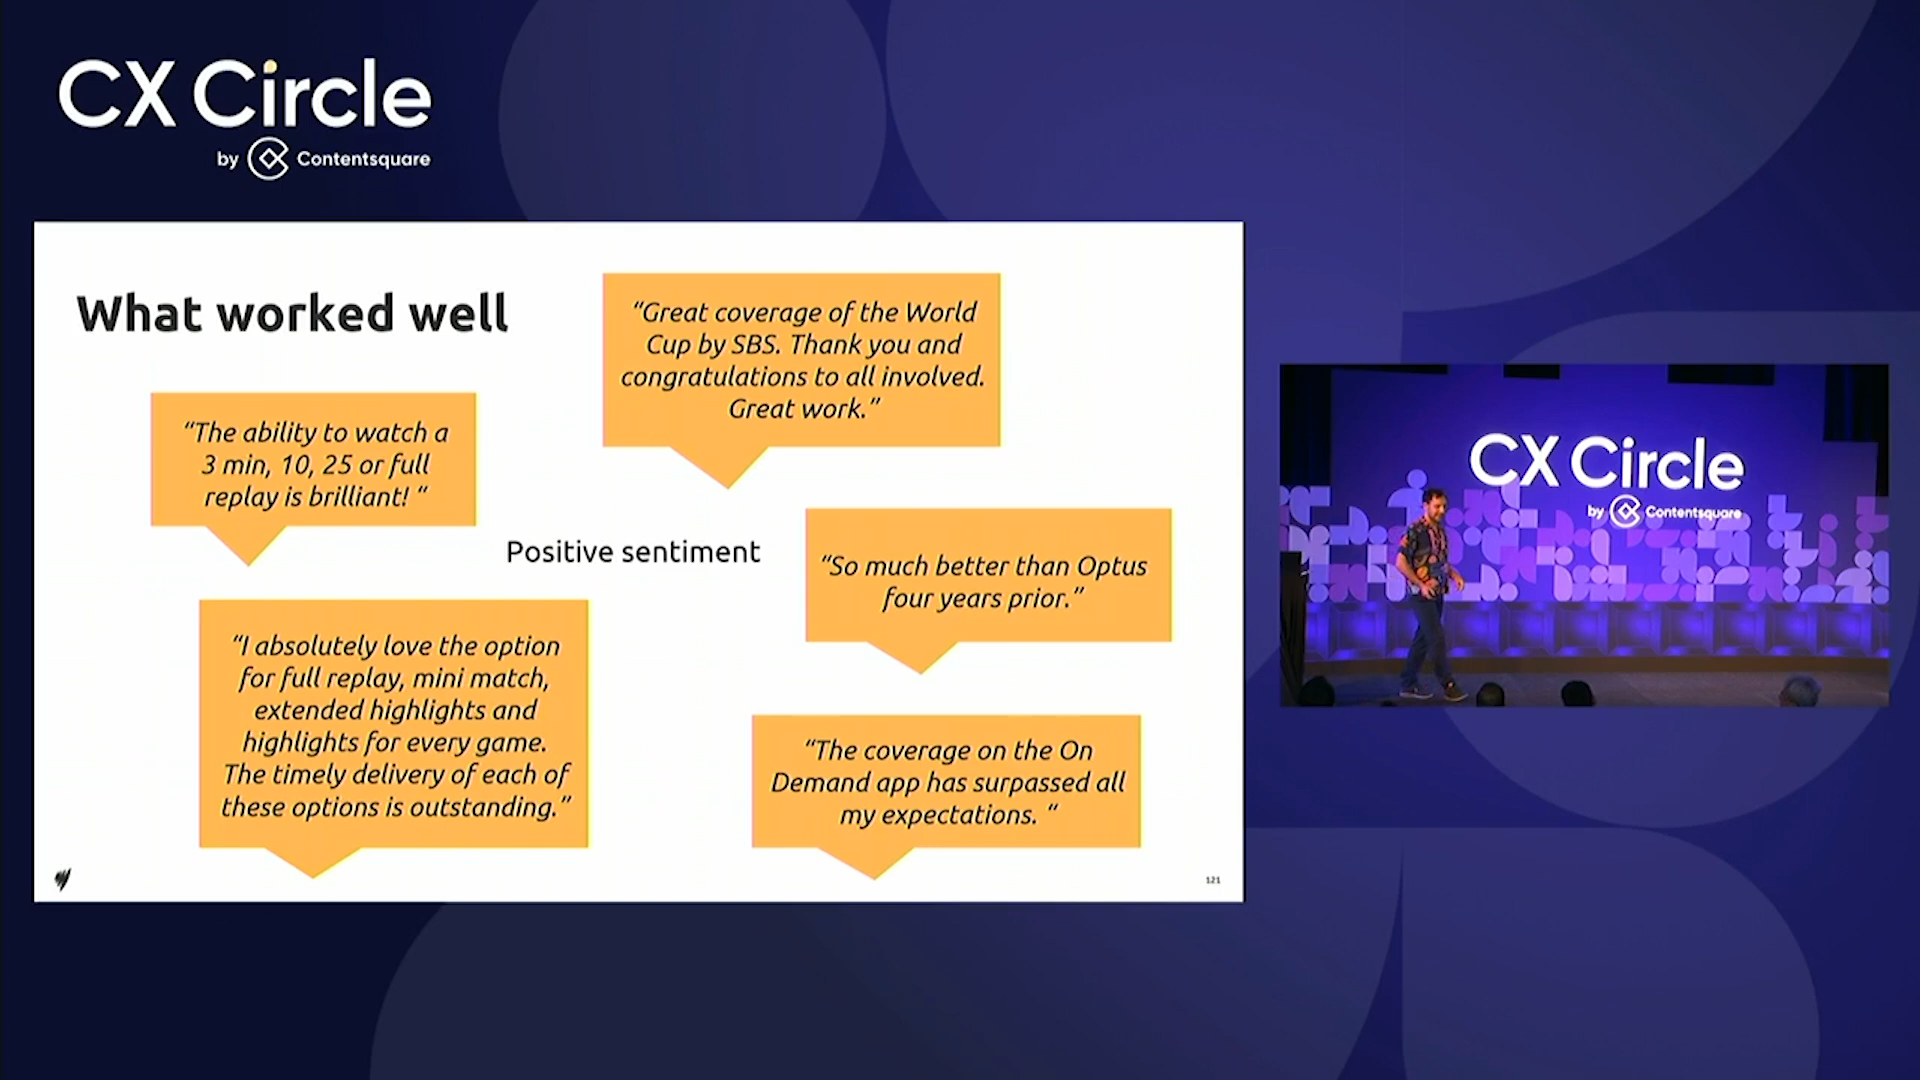 CX Circle
by Contentsquare
What worked well
“Great coverage of the World
Cup by SBS. Thank you and
congratulations to all involved.
Great work.”
“The ability to watch a
3 min, 10, 25 or full
replay is brilliant! ”
Positive sentiment
“So much better than Optus
four years prior.”
“I absolutely love the option
for full replay, mini match,
extended highlights and
highlights for every game.
The timely delivery of each of
these options is outstanding.”
“The coverage on the On
Demand app has surpassed all
my expectations. “
121
CX Circle
by Contentsquare